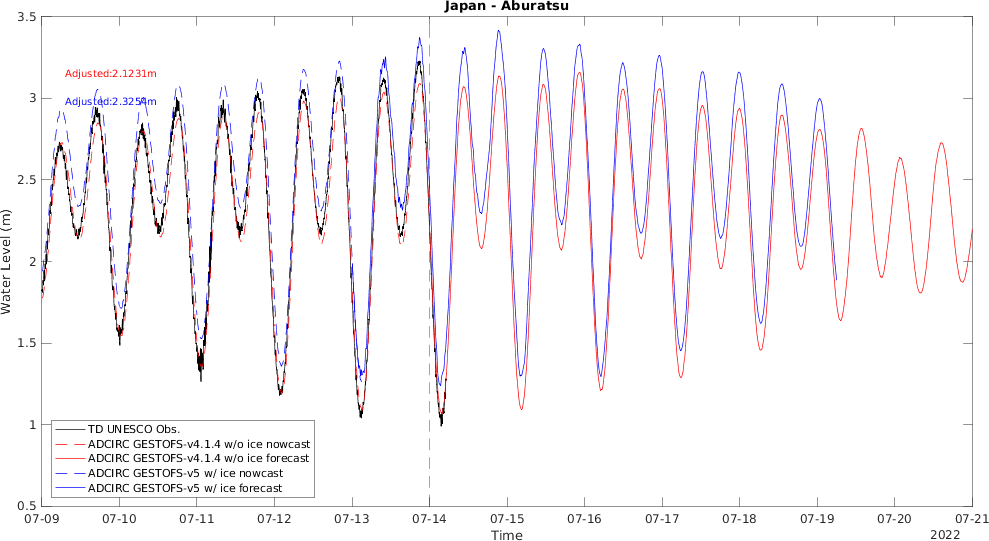 Japan - Aburatsu
3.5
3
2.5
2
1.5
1
0.5
Water Level (m)
Adjusted:2.1231m
Adjusted:2.3254m
TD UNESCO Obs.
ADCIRC GESTOFS-v4.1.4 w/o ice nowcast
ADCIRC GESTOFS-v4.1.4 w/o ice forecast
ADCIRC GESTOFS-v5 w/ ice nowcast
ADCIRC GESTOFS-v5 w/ ice forecast
07-09 07-10 07-11 07-12 07-13 07-14 07-15 07-16 07-17 07-18 07-19 07-20 07-21
Time
2022